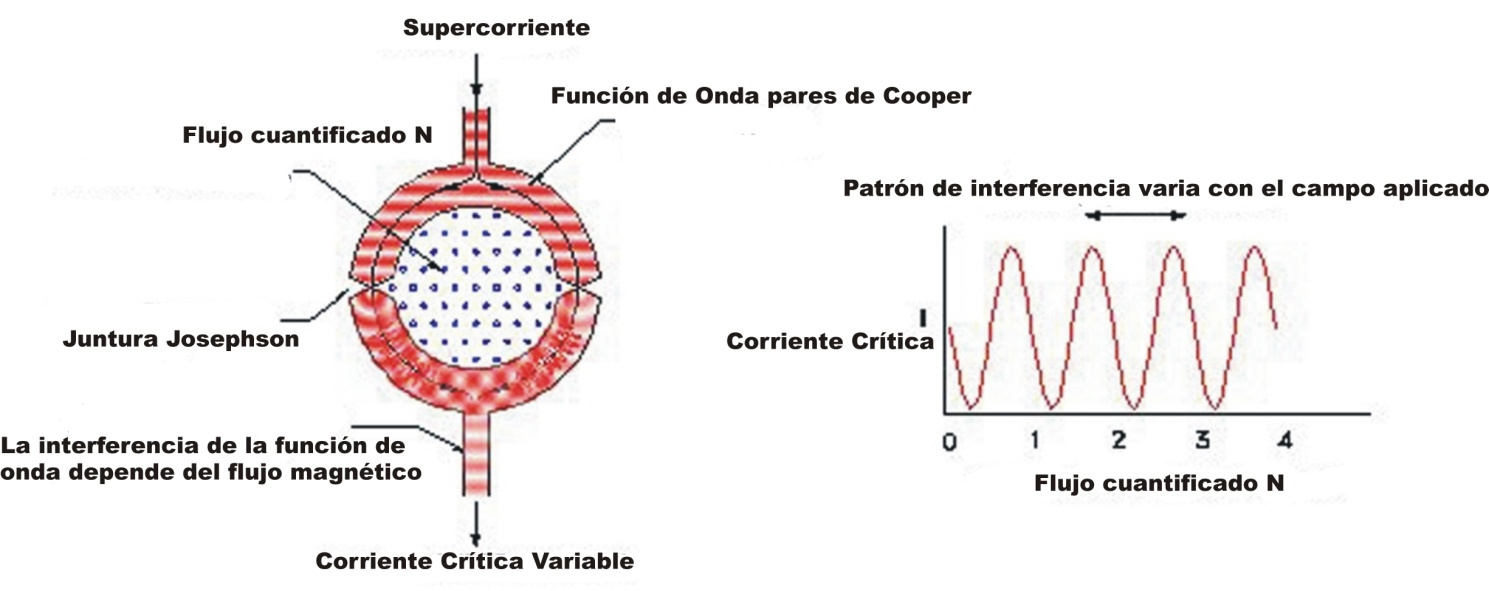 Supercorriente
Función de Onda pares de Cooper
Flujo cuantificado N
Juntura Josephson
La interferencia de la función de
onda depende del flujo magnético
Corriente Crítica Variable
Patrón de interferencia varia con el campo aplicado
I
Corriente Crítica
0 1 2 3 4
Flujo cuantificado N